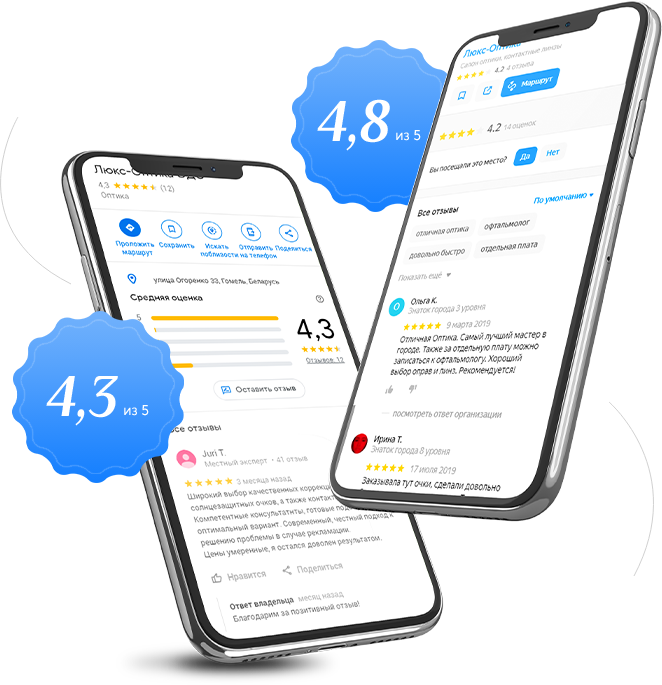 4,8 из 5
Люкс-Оптика
Салон оптики, контактные линзы
4.2 4 отзыва
Маршрут
4.2 14 оценок
Вы посещали это место? Да Нет
По умолчанию
Все отзывы
отличная оптика
офтальмолог
довольно быстро
отдельная плата
Показать ещё
Ольга К.
Знаток города 3 уровня
9 марта 2019
Отличная Оптика. Самый лучший мастер в
городе. Также за отдельную плату можно
записаться к офтальмологу. Хороший
выбор оправ и линз. Рекомендуется!
посмотреть ответ организации
Ирина Т.
Знаток города 8 уровня
17 июля 2019
Заказывала тут очки, сделали довольно
4,3 из 5
Люкс-Оптика
4,3 (12)
Оптика
Проложить
маршрут
Сохранить
Искать
поблизости
Отправить
на телефон
Поделиться
улица Огоренко 33, Гомель, Беларусь
Средняя оценка
5
4,3
Отзывов: 12
Оставить отзыв
Все отзывы
Juri T.
Местный эксперт · 41 отзыв
3 месяца назад
Широкий выбор качественных коррекци
солнцезащитных очков, а также контакт
Компетентные консультатнты, готовые под
оптимальный вариант. Современный, честный подход к
решению проблемы в случае рекламации.
Цены умеренные, я остался доволен результатом.
Нравится
Поделиться
Ответ владельца месяц назад
Благодарим за позитивный отзыв!